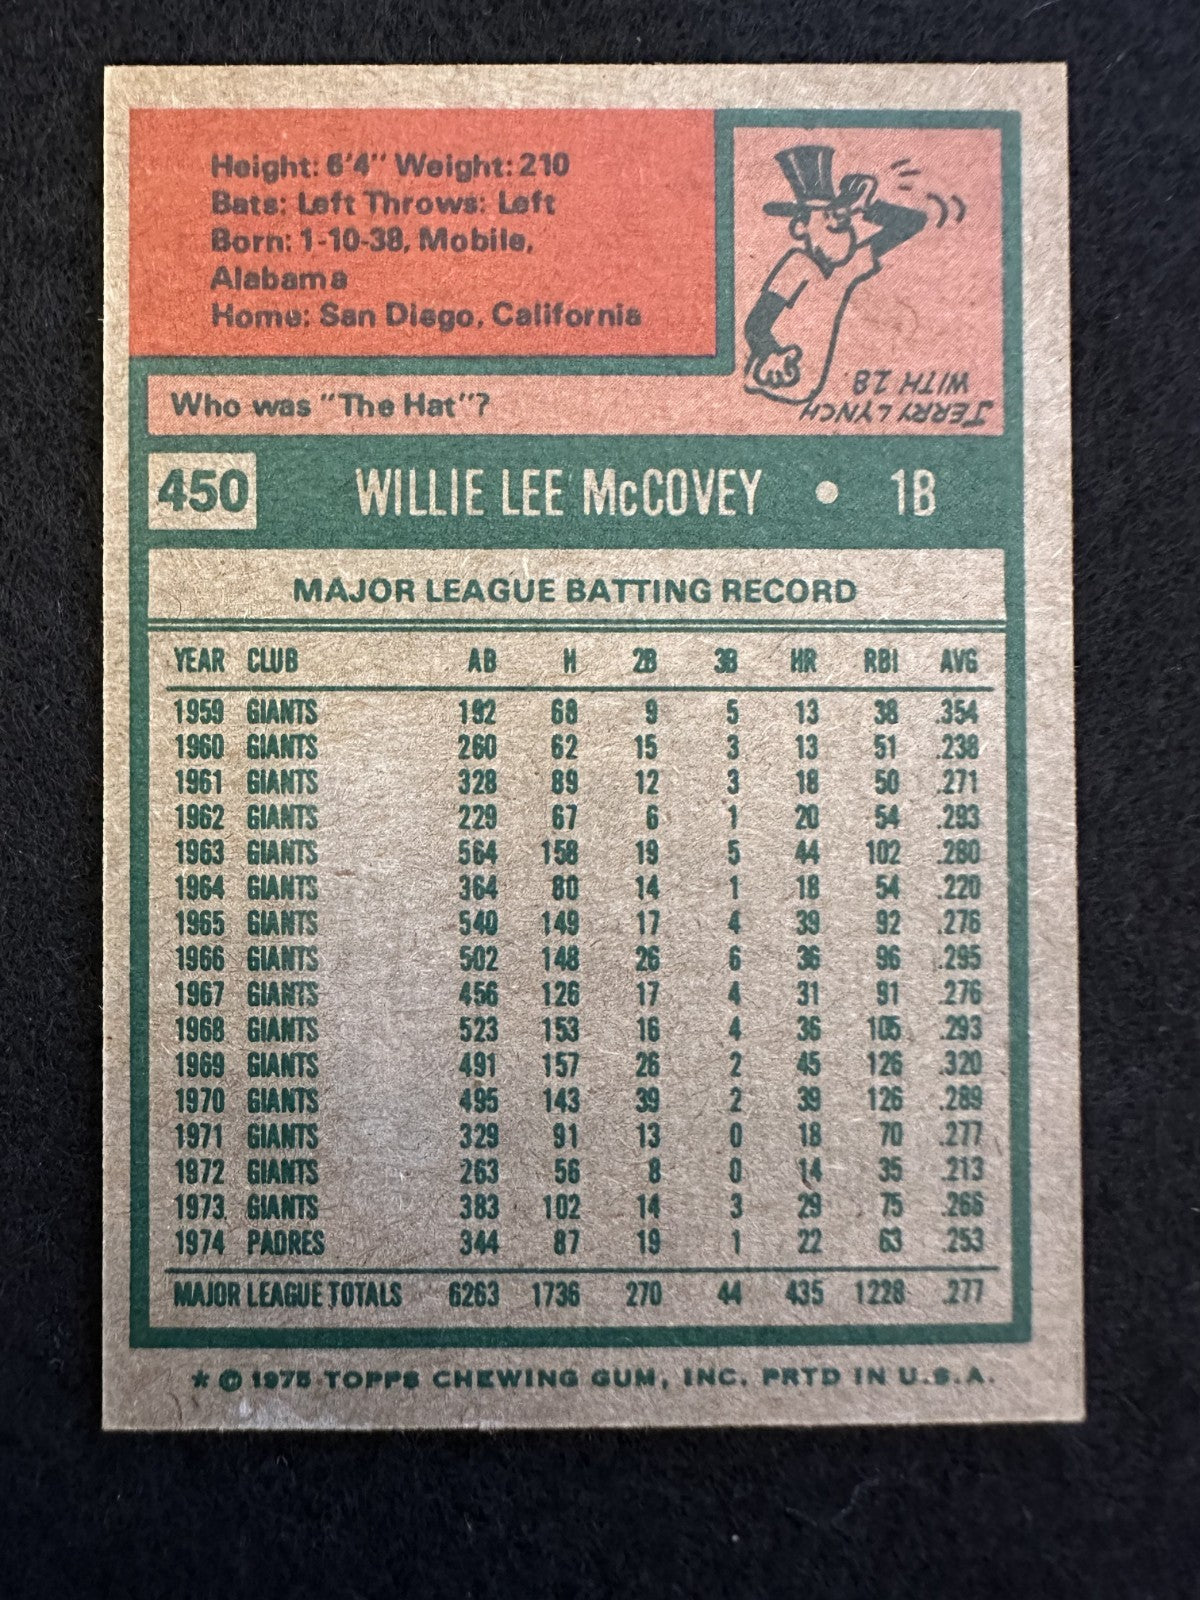 Height: 6'4" Weight: 210
Bats: Left Throws: Left
Born: 1-10-38, Mobile,
Alabama
Home: San Diego, California
Who was "The Hat"?
JERRY LYNCH
WITH 18.
450 WILLIE LEE McCOVEY • 1B
MAJOR LEAGUE BATTING RECORD
YEAR CLUB AB H 2B 3B HR RBI AVG
1959 GIANTS 192 68 9 5 13 38 .354
1960 GIANTS 260 62 15 3 13 51 .238
1961 GIANTS 328 89 12 3 18 50 .271
1962 GIANTS 229 67 6 1 20 54 .293
1963 GIANTS 564 158 19 5 44 102 .280
1964 GIANTS 364 80 14 1 18 54 .220
1965 GIANTS 540 149 17 4 39 92 .276
1966 GIANTS 502 148 26 6 36 96 .295
1967 GIANTS 456 126 17 4 31 91 .276
1968 GIANTS 523 153 16 4 36 105 .293
1969 GIANTS 491 157 26 2 45 126 .320
1970 GIANTS 495 143 39 2 39 126 .289
1971 GIANTS 329 91 13 0 18 70 .277
1972 GIANTS 263 56 8 0 14 35 .213
1973 GIANTS 383 102 14 3 29 75 .266
1974 PADRES 344 87 19 1 22 63 .253
MAJOR LEAGUE TOTALS 6263 1736 270 44 435 1228 .277
* © 1975 TOPPS CHEWING GUM, INC. PRTD IN U.S.A.